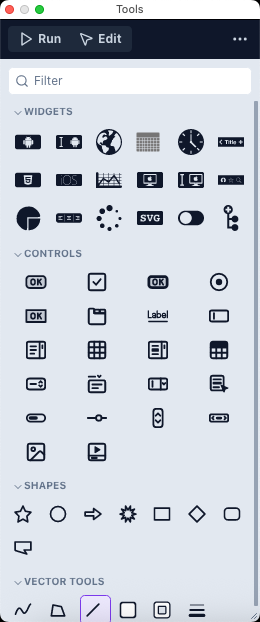 Tools
Run Edit
Filter
WIDGETS
Title +
iOS
SVG
CONTROLS
OK OK
OK Label
SHAPES
VECTOR TOOLS